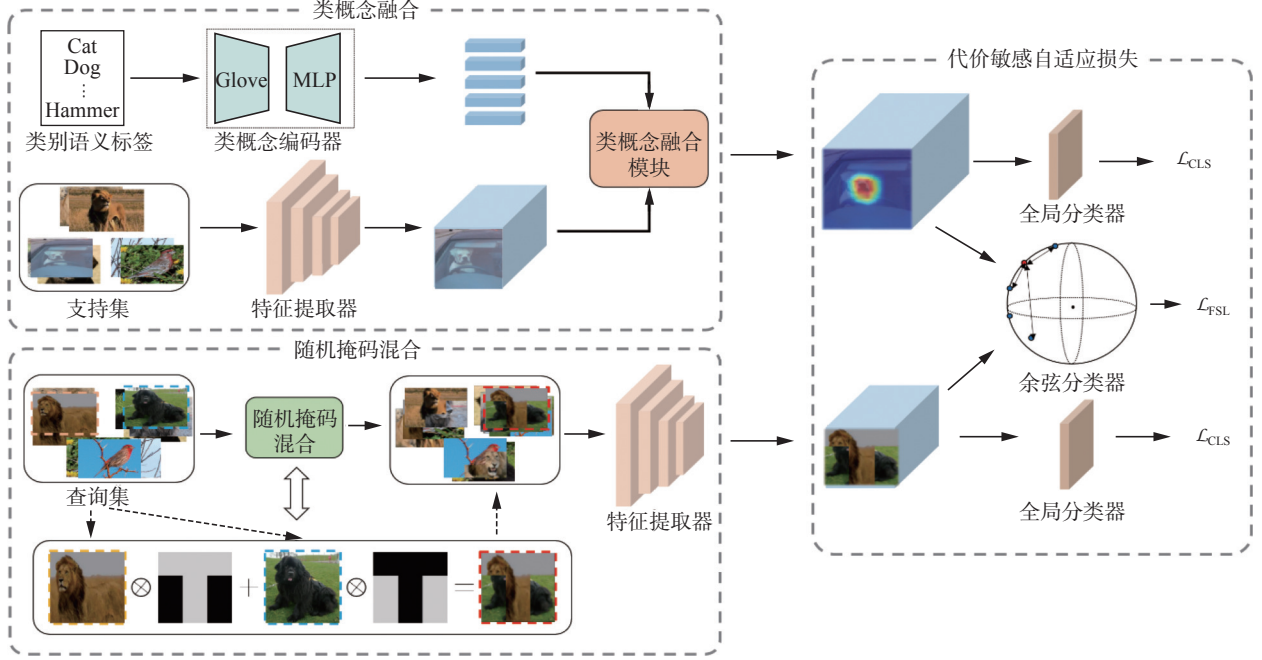 类概念融合
Cat
Dog
⋮
Hammer
类别语义标签
Glove
MLP
类概念编码器
类概念融合
模块
支持集
特征提取器
代价敏感自适应损失
全局分类器
ℒCLS
余弦分类器
ℒFSL
全局分类器
ℒCLS
随机掩码混合
查询集
随机掩码
混合
特征提取器
⊗
+
⊗
=